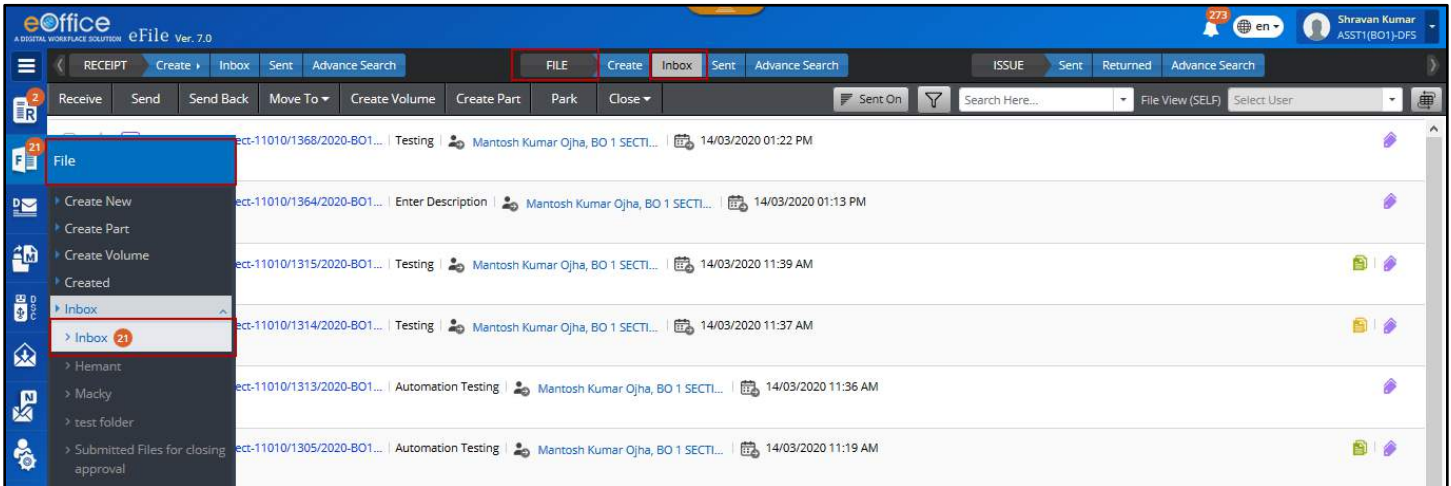 eOffice
A DIGITAL WORKPLACE SOLUTION eFile Ver. 7.0
273 en Shravan Kumar
ASST1(BO1)-DFS
RECEIPT Create Inbox Sent Advance Search FILE Create Inbox Sent Advance Search ISSUE Sent Returned Advance Search
2 R Receive Send Send Back Move To Create Volume Create Part Park Close Sent On Search Here... File View (SELF) Select User
ect-11010/1368/2020-BO1... Testing Mantosh Kumar Ojha, BO 1 SECTI... 14/03/2020 01:22 PM
21 F File
Create New ect-11010/1364/2020-BO1... Enter Description Mantosh Kumar Ojha, BO 1 SECTI... 14/03/2020 01:13 PM
Create Part
Create Volume ect-11010/1315/2020-BO1... Testing Mantosh Kumar Ojha, BO 1 SECTI... 14/03/2020 11:39 AM
Created
DSC Inbox
Inbox 21 ect-11010/1314/2020-BO1... Testing Mantosh Kumar Ojha, BO 1 SECTI... 14/03/2020 11:37 AM
Hemant
Macky ect-11010/1313/2020-BO1... Automation Testing Mantosh Kumar Ojha, BO 1 SECTI... 14/03/2020 11:36 AM
test folder
Submitted Files for closing ect-11010/1305/2020-BO1... Automation Testing Mantosh Kumar Ojha, BO 1 SECTI... 14/03/2020 11:19 AM
approval